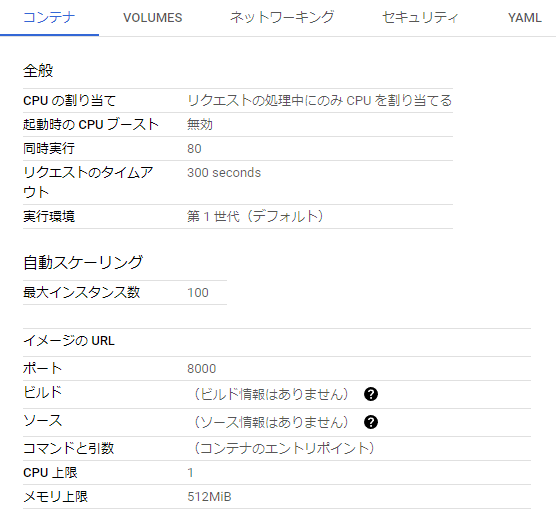 コンテナ VOLUMES ネットワーキング セキュリティ YAML
全般
CPU の割り当て リクエストの処理中にのみ CPU を割り当てる
起動時の CPU ブースト 無効
同時実行 80
リクエストのタイムア 300 seconds
ウト
実行環境 第 1 世代（デフォルト）
自動スケーリング
最大インスタンス数 100
イメージの URL
ポート 8000
ビルド （ビルド情報はありません） ?
ソース （ソース情報はありません） ?
コマンドと引数 （コンテナのエントリポイント）
CPU 上限 1
メモリ上限 512MiB